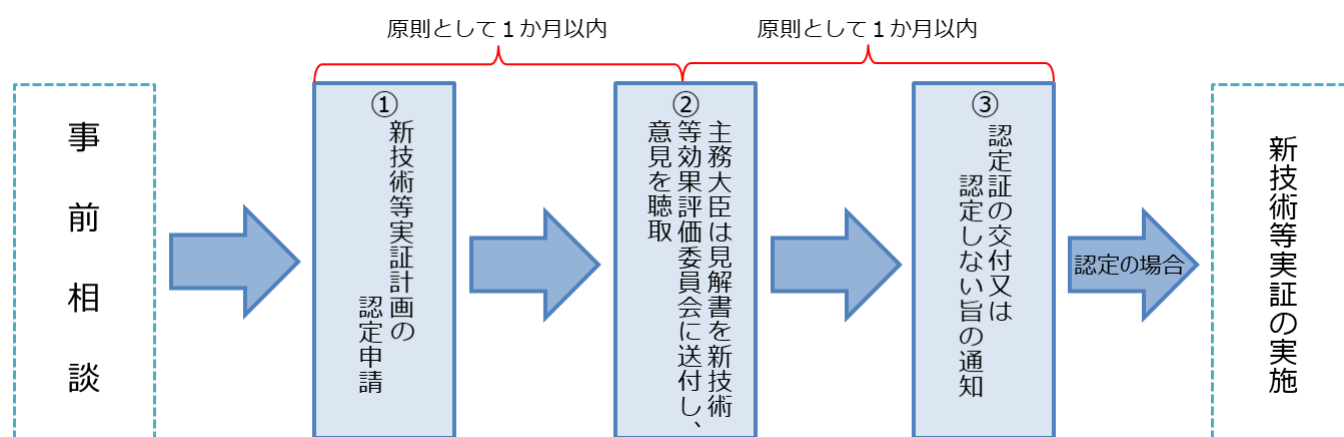 原則として１か月以内
原則として１か月以内
事前相談
①
新技術等実証計画の
認定申請
②
主務大臣は見解書を新技術
等効果評価委員会に送付し、
意見を聴取
③
認定証の交付又は
認定しない旨の通知
認定の場合
新技術等実証の実施